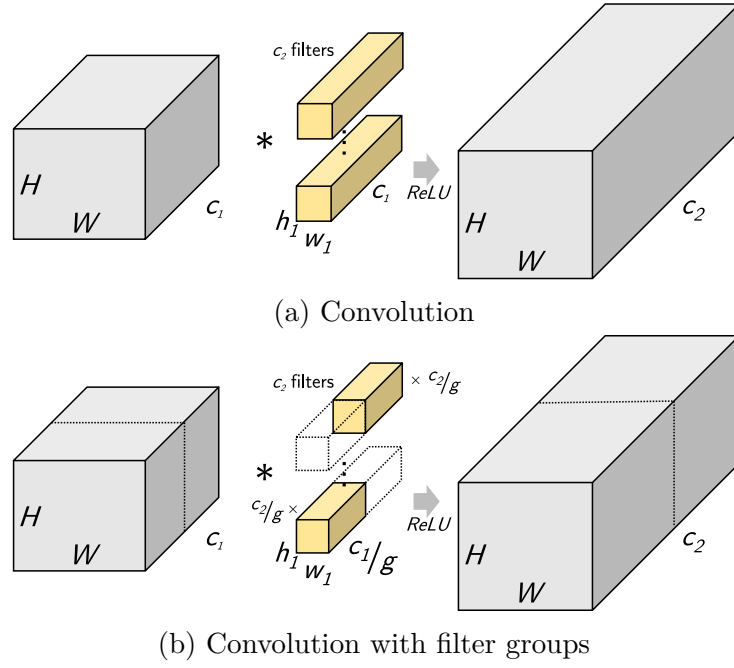 c₂ filters
*
H
W
c₁
h₁
w₁
c₁
ReLU
H
W
c₂
(a) Convolution
c₂ filters
× c₂/g
*
c₂/g ×
H
W
c₁
h₁
w₁
c₁/g
ReLU
H
W
c₂
(b) Convolution with filter groups